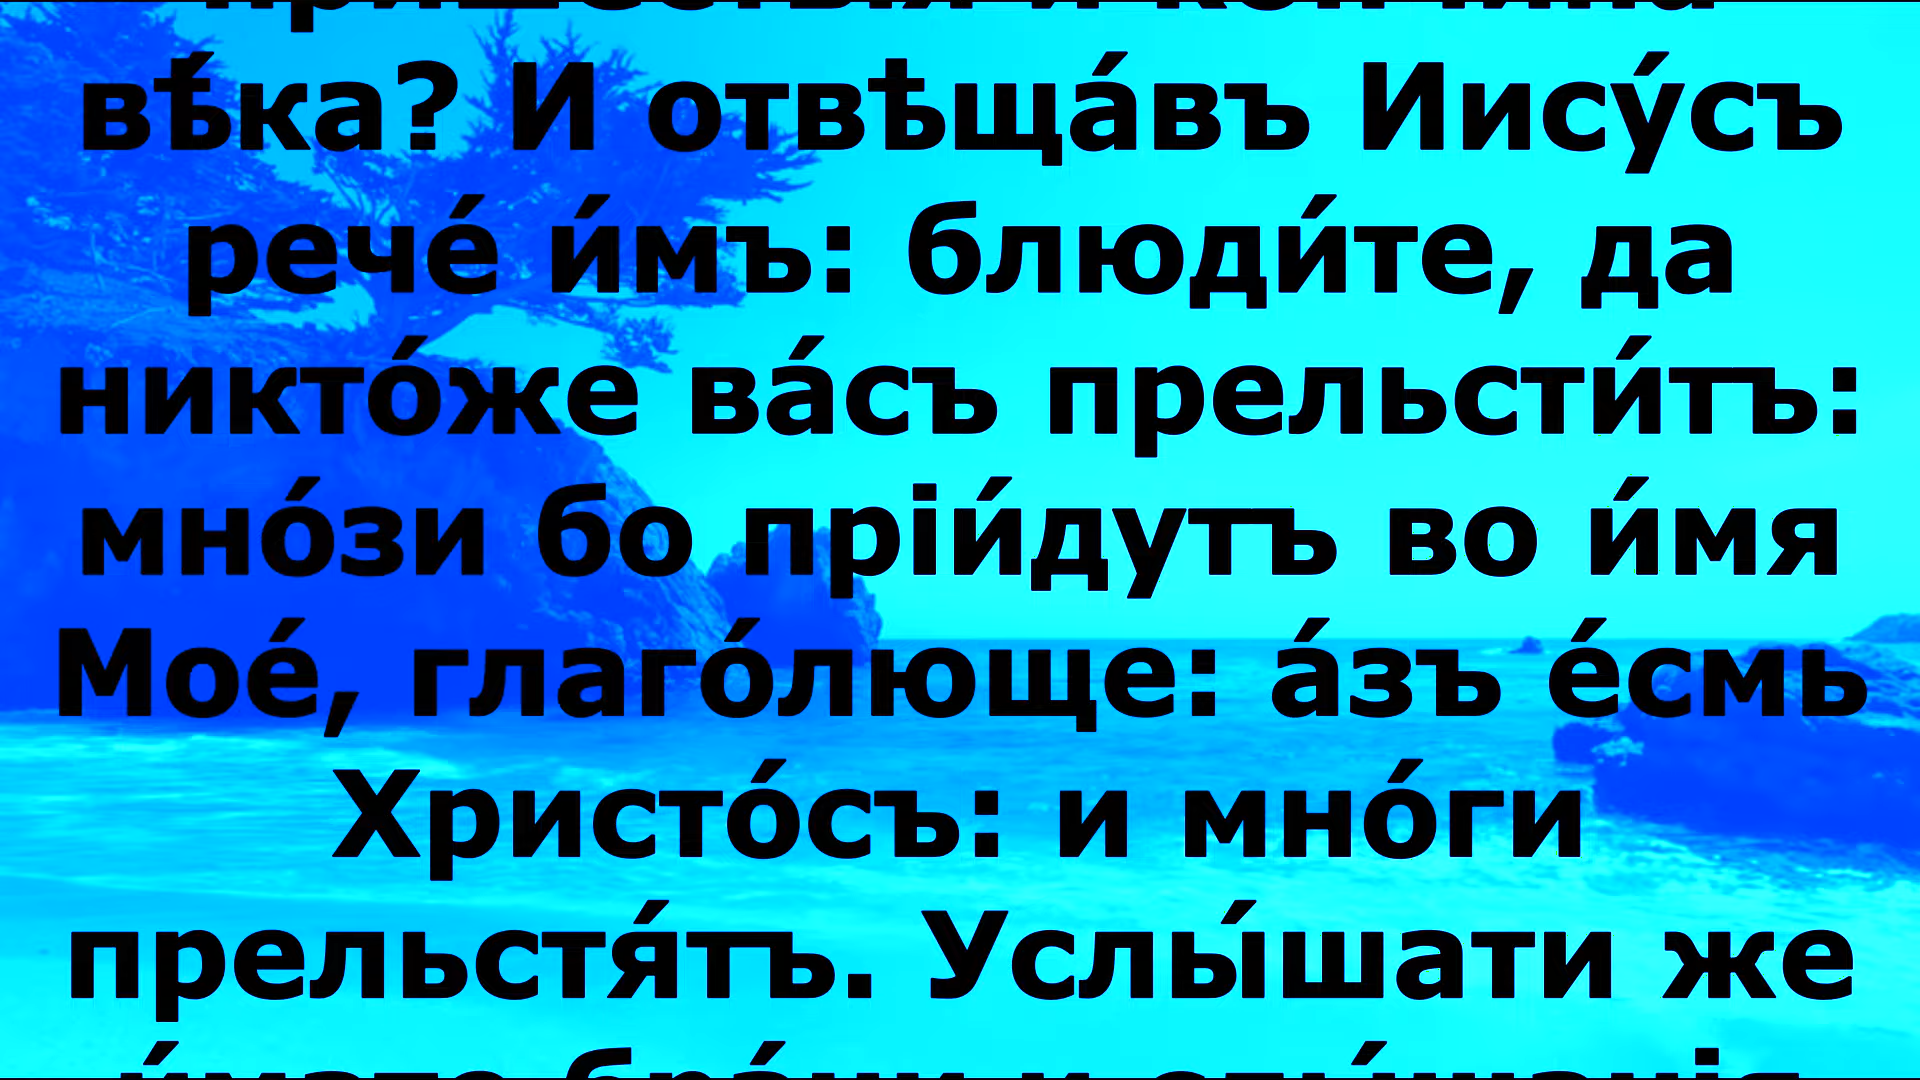 вѣ́ка? И отвѣща́въ Иису́съ
рече́ и́мъ: блюди́те, да
никто́же ва́съ прельсти́тъ:
мно́зи бо прiи́дутъ во и́мя
Мое́, глаго́люще: а́зъ е́смь
Христо́съ: и мно́ги
прельстя́тъ. Услы́шати же